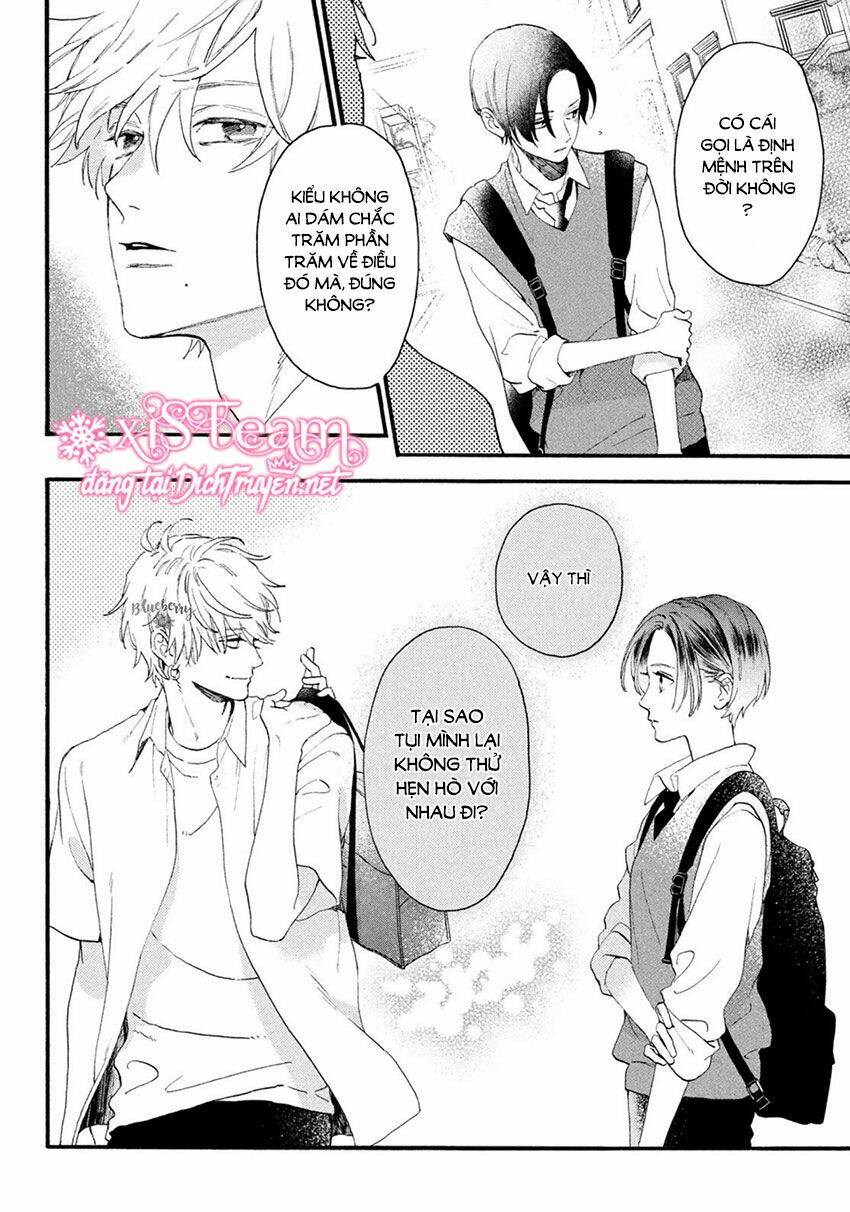 CÓ CÁI
GỌI LÀ ĐỊNH
MỆNH TRÊN
ĐỜI KHÔNG
?
KIỂU KHÔNG
AI DÁM CHẮC
TRĂM PHẦN
TRĂM VỀ ĐIỀU
ĐÓ MÀ, ĐÚNG
KHÔNG?
xISTeam
đăng tại DichTruyen.net
VẬY THÌ
Blueberry
TẠI SAO
TỤI MÌNH LẠI
KHÔNG THỬ
HẸN HÒ VỚI
NHAU ĐI?